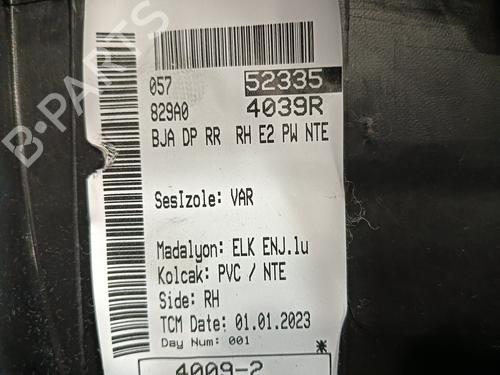 057 52335
829A0 4039R
BJA DP RR RH E2 PW NTE
SesIzole: VAR
Madalyon: ELK ENJ.lu
Kolcak: PVC / NTE
Side: RH
TCM Date: 01.01.2023
Day Num: 001 *
4009-2
B-PARTS